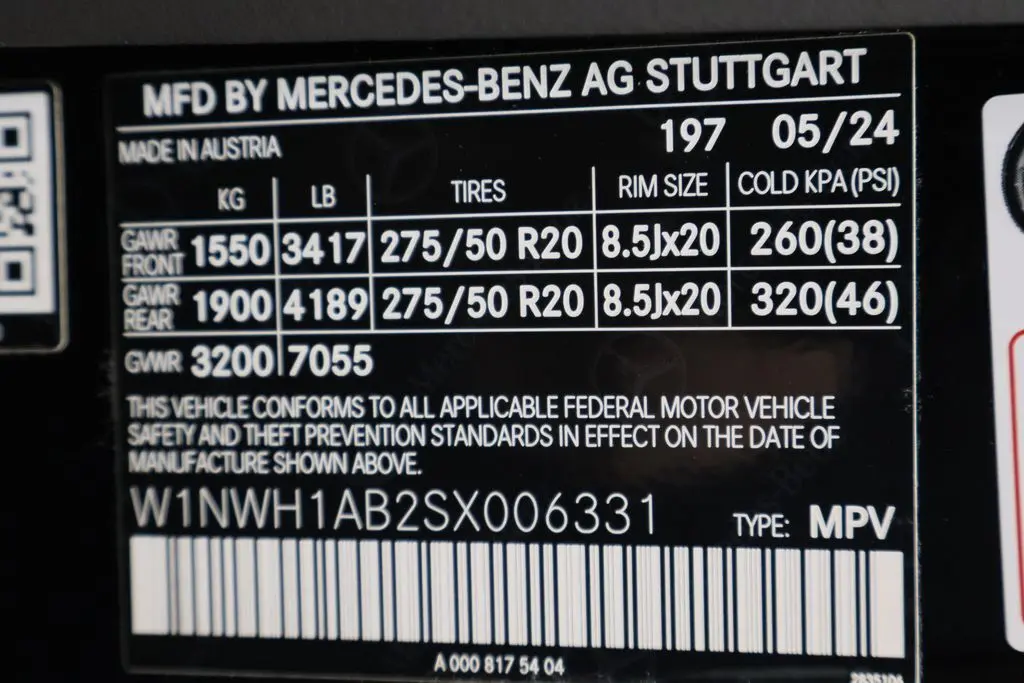 MFD BY MERCEDES-BENZ AG STUTTGART
MADE IN AUSTRIA 197 05/24
KG LB TIRES RIM SIZE COLD KPA(PSI)
GAWR FRONT 1550 3417 275/50 R20 8.5Jx20 260(38)
GAWR REAR 1900 4189 275/50 R20 8.5Jx20 320(46)
GVWR 3200 7055
THIS VEHICLE CONFORMS TO ALL APPLICABLE FEDERAL MOTOR VEHICLE
SAFETY AND THEFT PREVENTION STANDARDS IN EFFECT ON THE DATE OF
MANUFACTURE SHOWN ABOVE.
W1NWH1AB2SX006331 TYPE: MPV
A 000 817 54 04